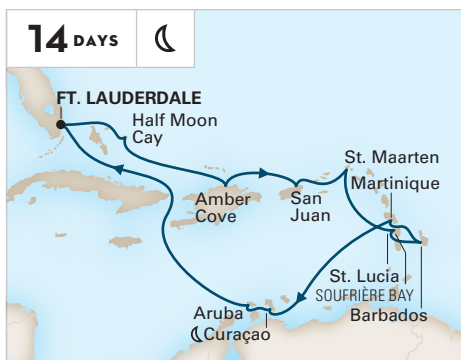 14 DAYS
FT. LAUDERDALE
Half Moon
Cay
St. Maarten
Martinique
Amber
Cove
San
Juan
St. Lucia
SOUFRIÈRE BAY
Barbados
Aruba
Curaçao